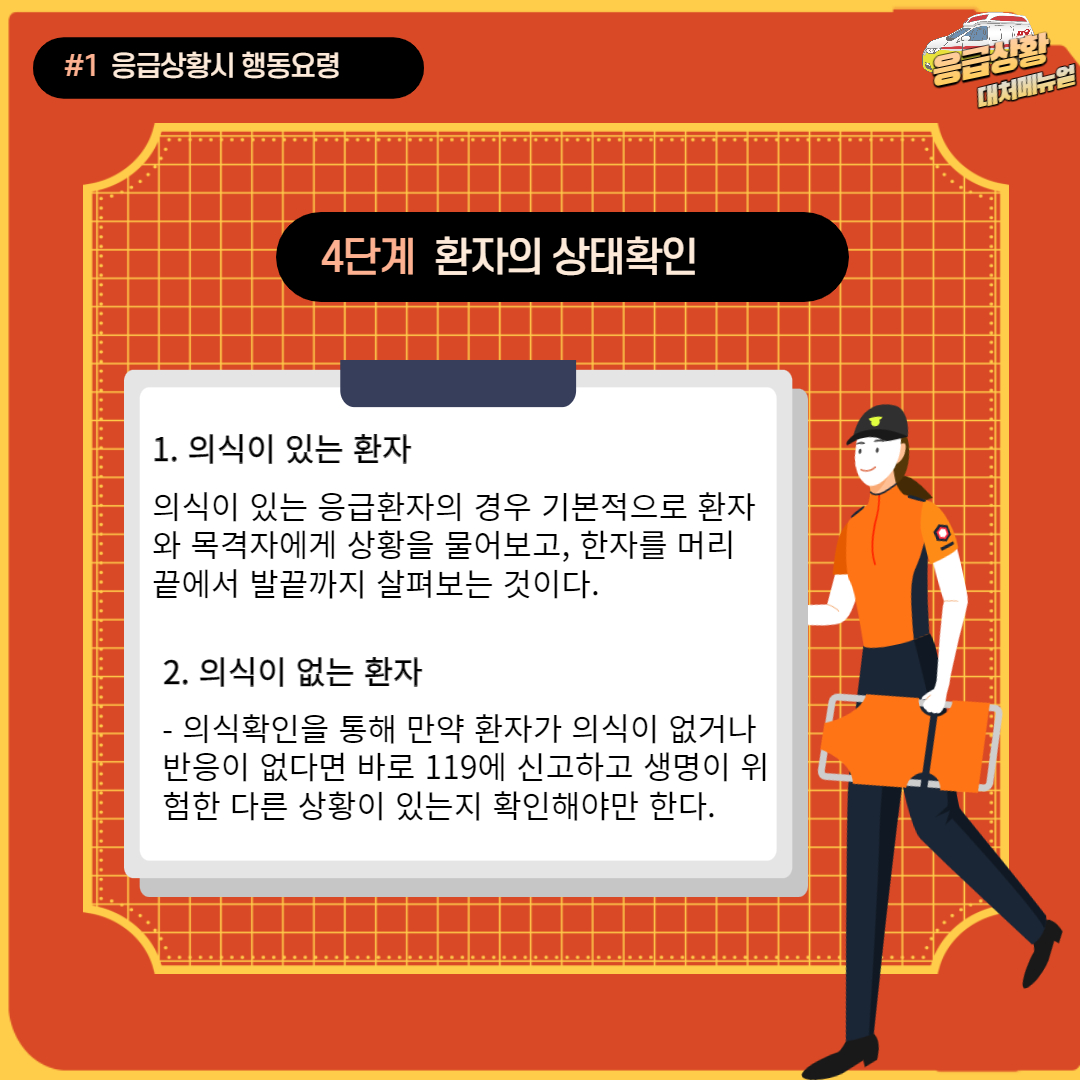 #1 응급상황시 행동요령
응급상황
대처메뉴얼
4단계 환자의 상태확인
1. 의식이 있는 환자
의식이 있는 응급환자의 경우 기본적으로 환자
와 목격자에게 상황을 물어보고, 한자를 머리
끝에서 발끝까지 살펴보는 것이다.
2. 의식이 없는 환자
- 의식확인을 통해 만약 환자가 의식이 없거나
반응이 없다면 바로 119에 신고하고 생명이 위
험한 다른 상황이 있는지 확인해야만 한다.